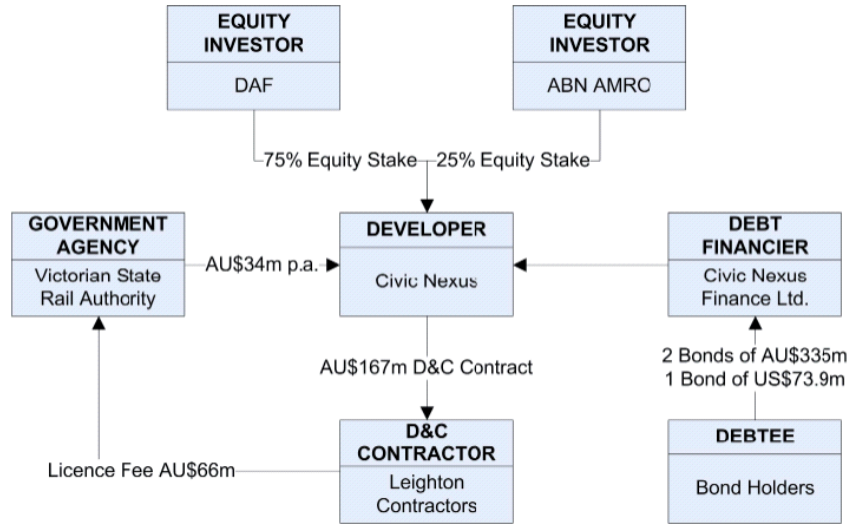 EQUITY
INVESTOR
DAF
EQUITY
INVESTOR
ABN AMRO
75% Equity Stake
25% Equity Stake
GOVERNMENT
AGENCY
Victorian State
Rail Authority
AU$34m p.a.
DEVELOPER
Civic Nexus
DEBT
FINANCIER
Civic Nexus
Finance Ltd.
AU$167m D&C Contract
2 Bonds of AU$335m
1 Bond of US$73.9m
Licence Fee AU$66m
D&C
CONTRACTOR
Leighton
Contractors
DEBTEE
Bond Holders